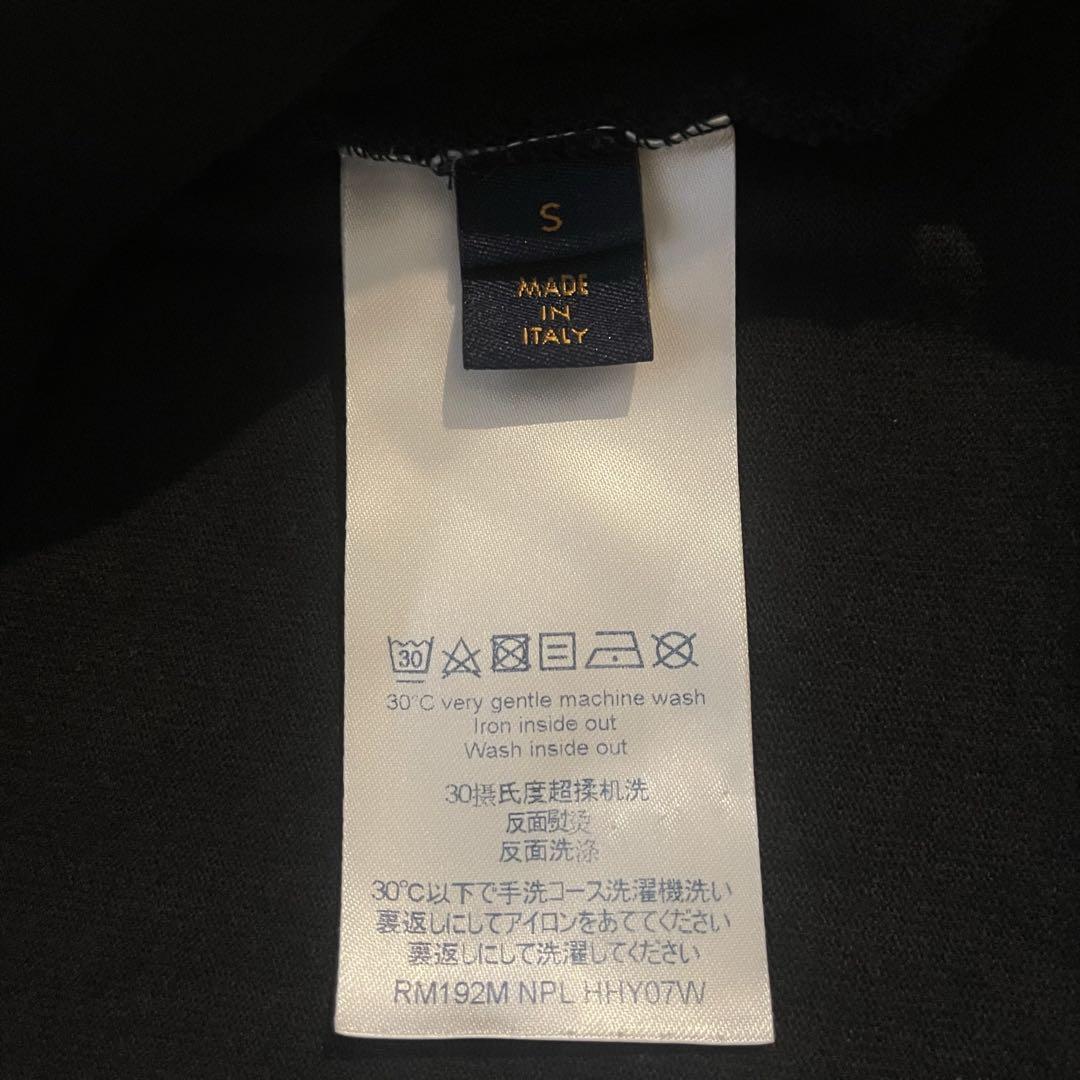 S
MADE
IN
ITALY
30
30°C very gentle machine wash
Iron inside out
Wash inside out
30摄氏度超揉机洗
反面熨烫
反面洗涤
30℃以下で手洗コース洗濯機洗い
裏返しにしてアイロンをあててください
裏返しにして洗濯してください
RM192M NPL HHY07W